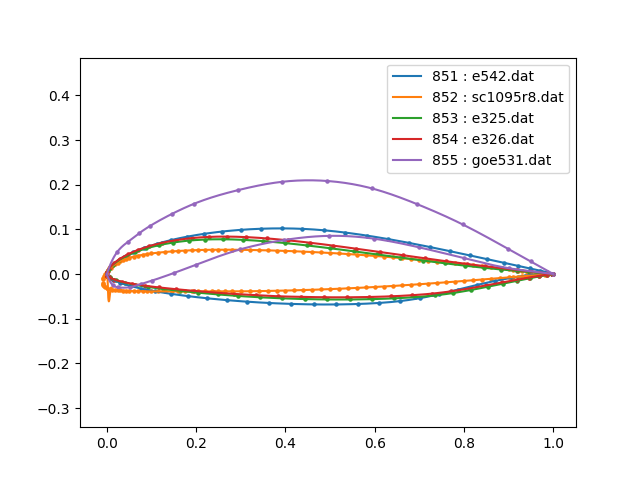 851 : e542.dat
852 : sc1095r8.dat
853 : e325.dat
854 : e326.dat
855 : goe531.dat
0.4
0.3
0.2
0.1
0.0
−0.1
−0.2
−0.3
0.0 0.2 0.4 0.6 0.8 1.0